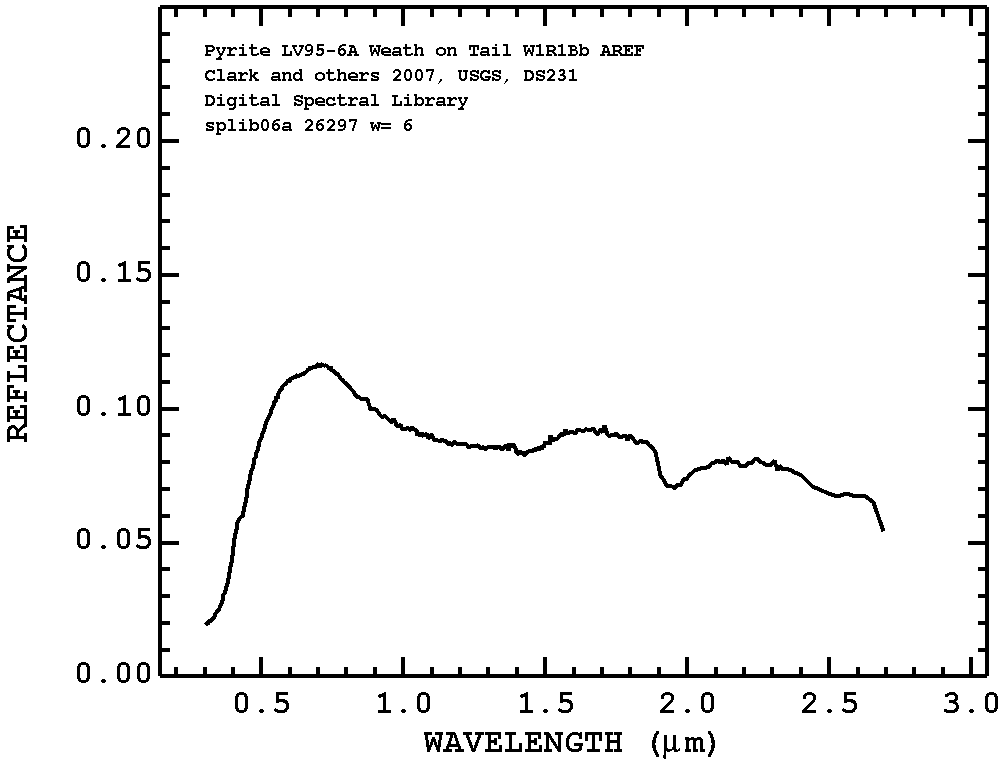 Pyrite LV95-6A Weath on Tail W1R1Bb AREF
Clark and others 2007, USGS, DS231
Digital Spectral Library
splib06a 26297 w= 6
REFLECTANCE
0.20
0.15
0.10
0.05
0.00
0.5 1.0 1.5 2.0 2.5 3.0
WAVELENGTH (μm)